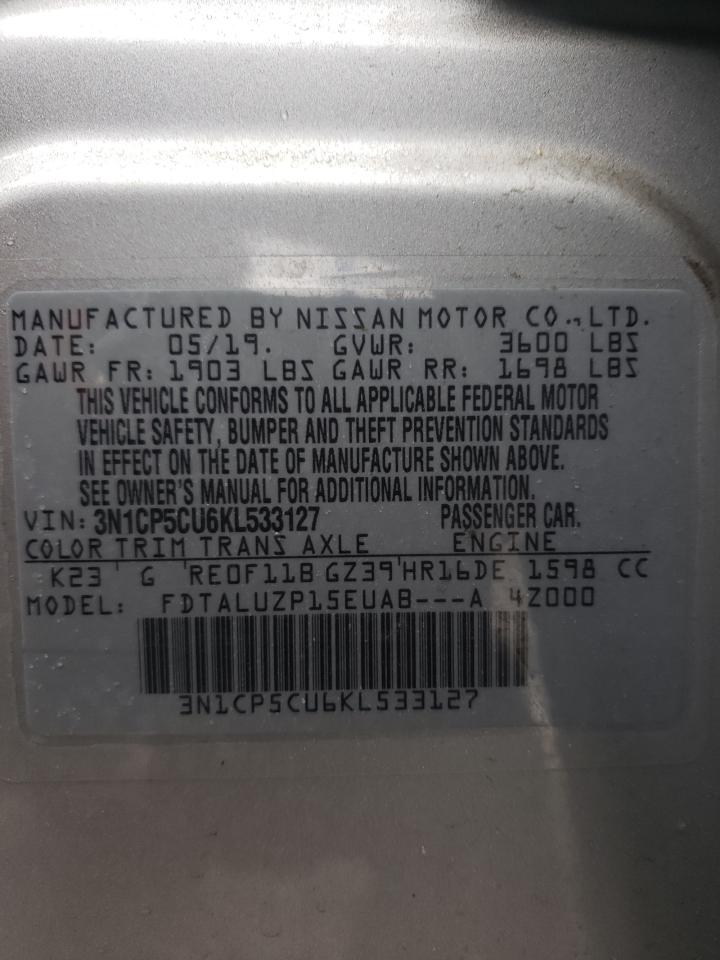 MANUFACTURED BY NISSAN MOTOR CO., LTD.
DATE: 05/19. GVWR: 3600 LBS
GAWR FR: 1903 LBS GAWR RR: 1698 LBS
THIS VEHICLE CONFORMS TO ALL APPLICABLE FEDERAL MOTOR
VEHICLE SAFETY, BUMPER AND THEFT PREVENTION STANDARDS
IN EFFECT ON THE DATE OF MANUFACTURE SHOWN ABOVE.
SEE OWNER'S MANUAL FOR ADDITIONAL INFORMATION.
VIN: 3N1CP5CU6KL533127 PASSENGER CAR.
COLOR TRIM TRANS AXLE ENGINE
K23 G RE0F11B GZ39 HR16DE 1598 CC
MODEL: FDTALUZP15EUAB---A 4Z000
3N1CP5CU6KL533127